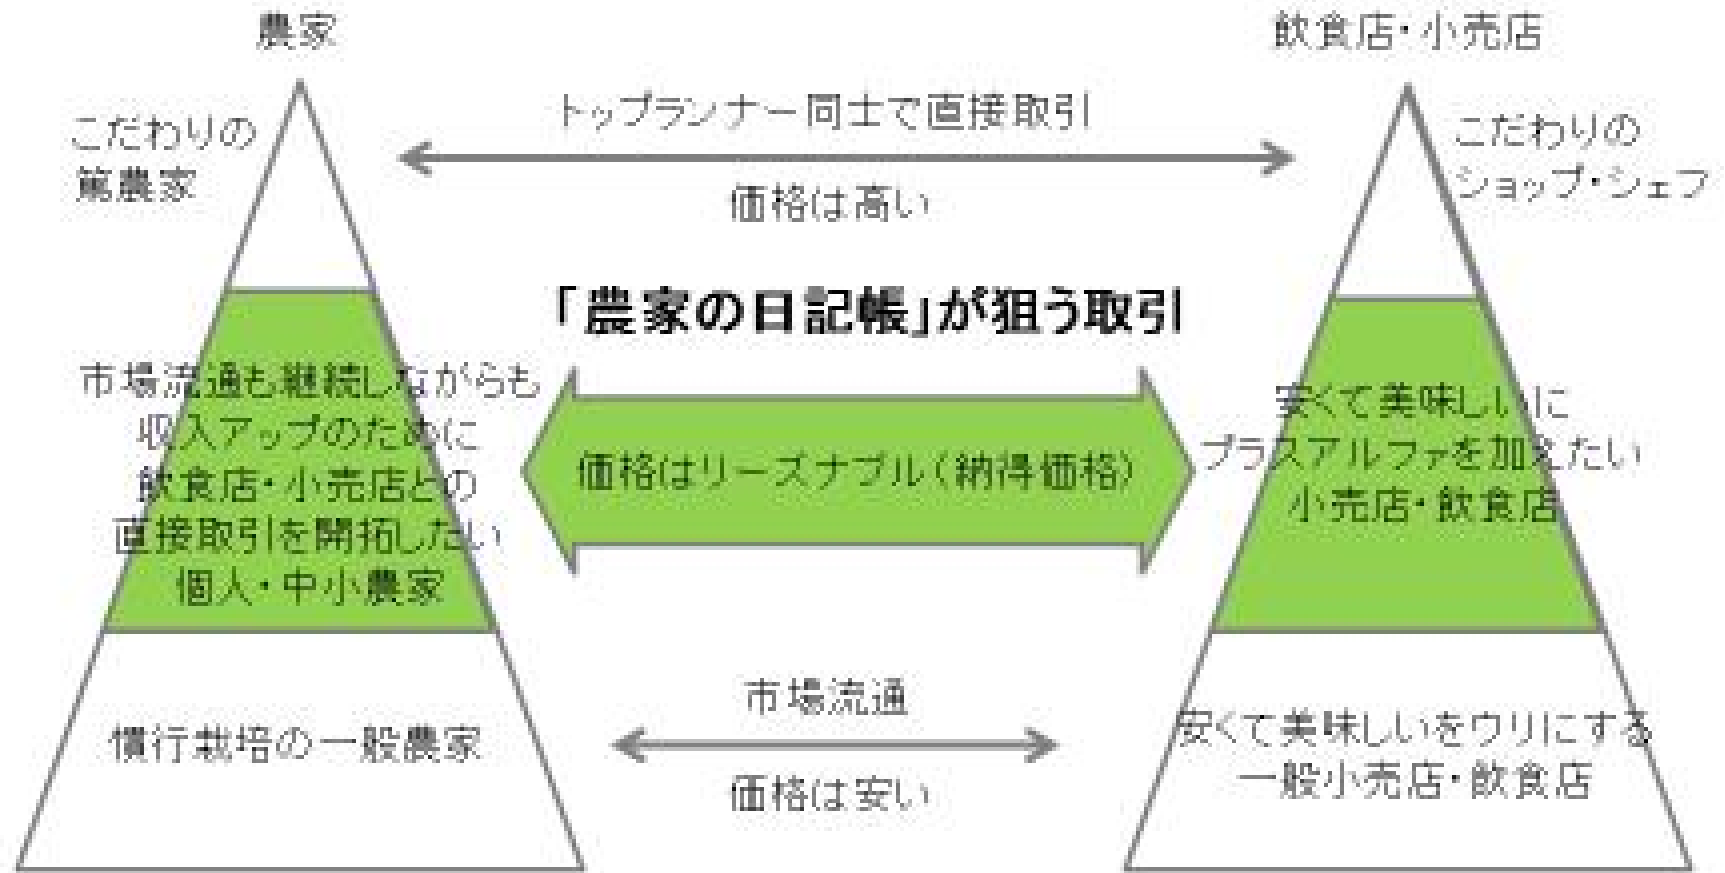 農家
飲食店・小売店
こだわりの
篤農家
トップランナー同士で直接取引
価格は高い
こだわりの
ショップ・シェフ
「農家の日記帳」が狙う取引
市場流通も継続しながらも
収入アップのために
飲食店・小売店との
直接取引を開拓したい
個人・中小農家
価格はリーズナブル（納得価格）
安くて美味しいに
プラスアルファを加えたい
小売店・飲食店
慣行栽培の一般農家
市場流通
価格は安い
安くて美味しいをウリにする
一般小売店・飲食店